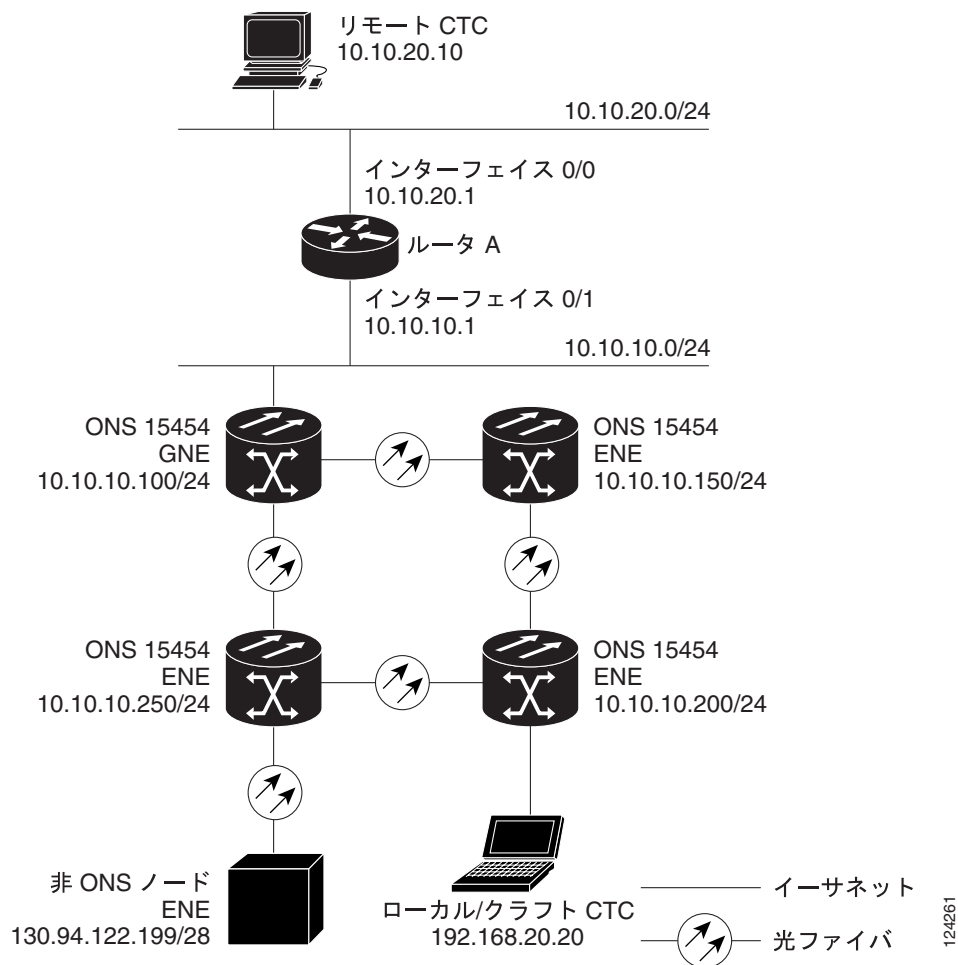 リモート CTC
10.10.20.10
10.10.20.0/24
インターフェイス 0/0
10.10.20.1
ルータ A
インターフェイス 0/1
10.10.10.1
10.10.10.0/24
ONS 15454
GNE
10.10.10.100/24
ONS 15454
ENE
10.10.10.150/24
ONS 15454
ENE
10.10.10.250/24
ONS 15454
ENE
10.10.10.200/24
非 ONS ノード
ENE
130.94.122.199/28
ローカル/クラフト CTC
192.168.20.20
イーサネット
光ファイバ
124261